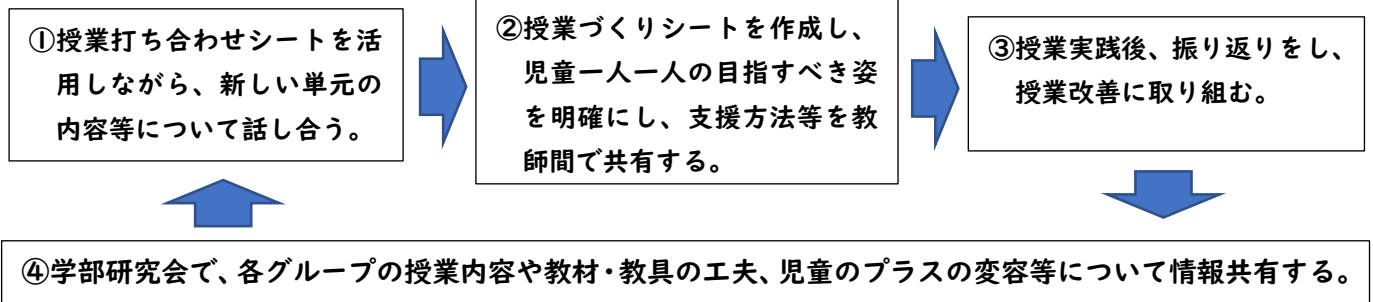 ①授業打ち合わせシートを活
用しながら、新しい単元の
内容等について話し合う。
②授業づくりシートを作成し、
児童一人一人の目指すべき姿
を明確にし、支援方法等を教
師間で共有する。
③授業実践後、振り返りをし、
授業改善に取り組む。
④学部研究会で、各グループの授業内容や教材・教具の工夫、児童のプラスの変容等について情報共有する。